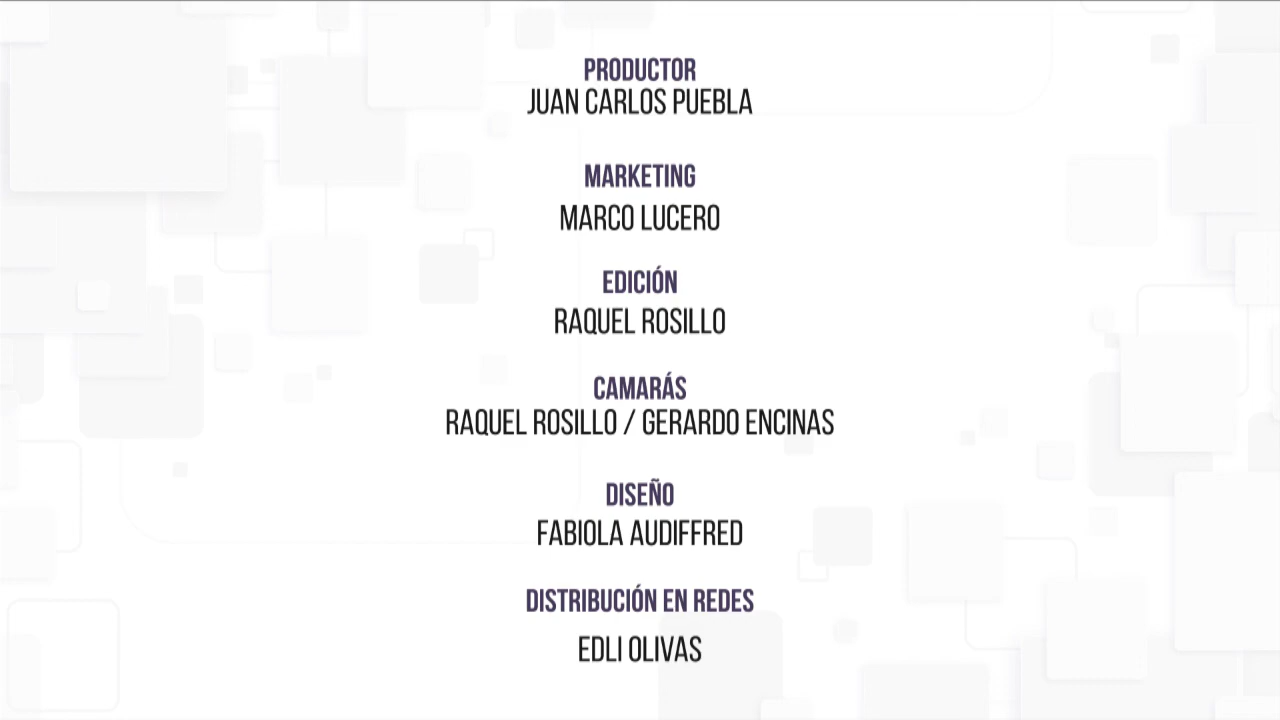 PRODUCTOR
JUAN CARLOS PUEBLA
MARKETING
MARCO LUCERO
EDICIÓN
RAQUEL ROSILLO
CAMARÁS
RAQUEL ROSILLO / GERARDO ENCINAS
DISEÑO
FABIOLA AUDIFFRED
DISTRIBUCIÓN EN REDES
EDLI OLIVAS